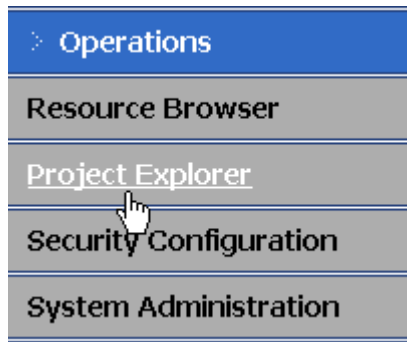 Operations
Resource Browser
Project Explorer
Security Configuration
System Administration